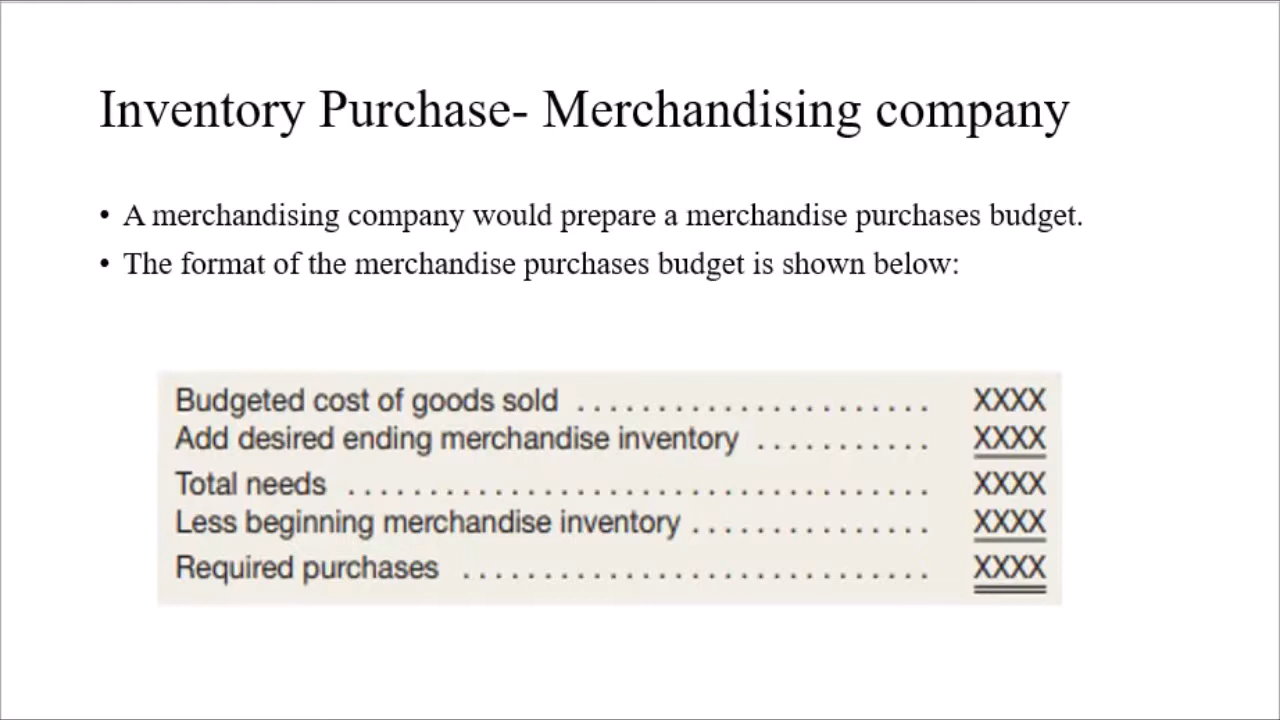 Inventory Purchase- Merchandising company
• A merchandising company would prepare a merchandise purchases budget.
• The format of the merchandise purchases budget is shown below:
Budgeted cost of goods sold ...................... XXXX
Add desired ending merchandise inventory ........... XXXX
Total needs .................................... XXXX
Less beginning merchandise inventory ............... XXXX
Required purchases ............................. XXXX